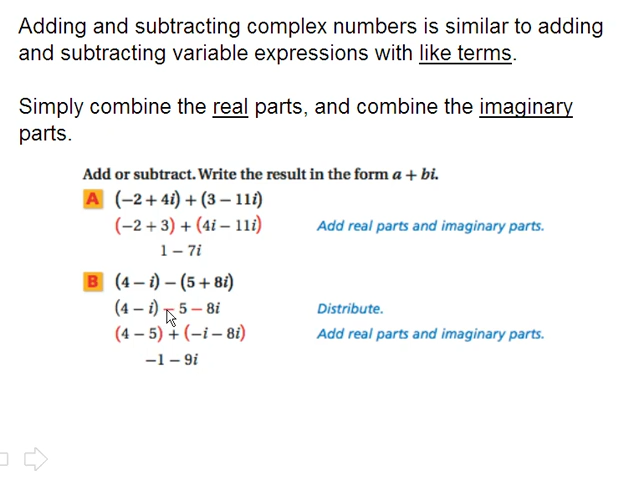 Adding and subtracting complex numbers is similar to adding
and subtracting variable expressions with like terms.
Simply combine the real parts, and combine the imaginary
parts.
Add or subtract. Write the result in the form a + bi.
A (−2 + 4i) + (3 − 11i)
(−2 + 3) + (4i − 11i) Add real parts and imaginary parts.
1 − 7i
B (4 − i) − (5 + 8i)
(4 − i) − 5 − 8i Distribute.
(4 − 5) + (−i − 8i) Add real parts and imaginary parts.
−1 − 9i